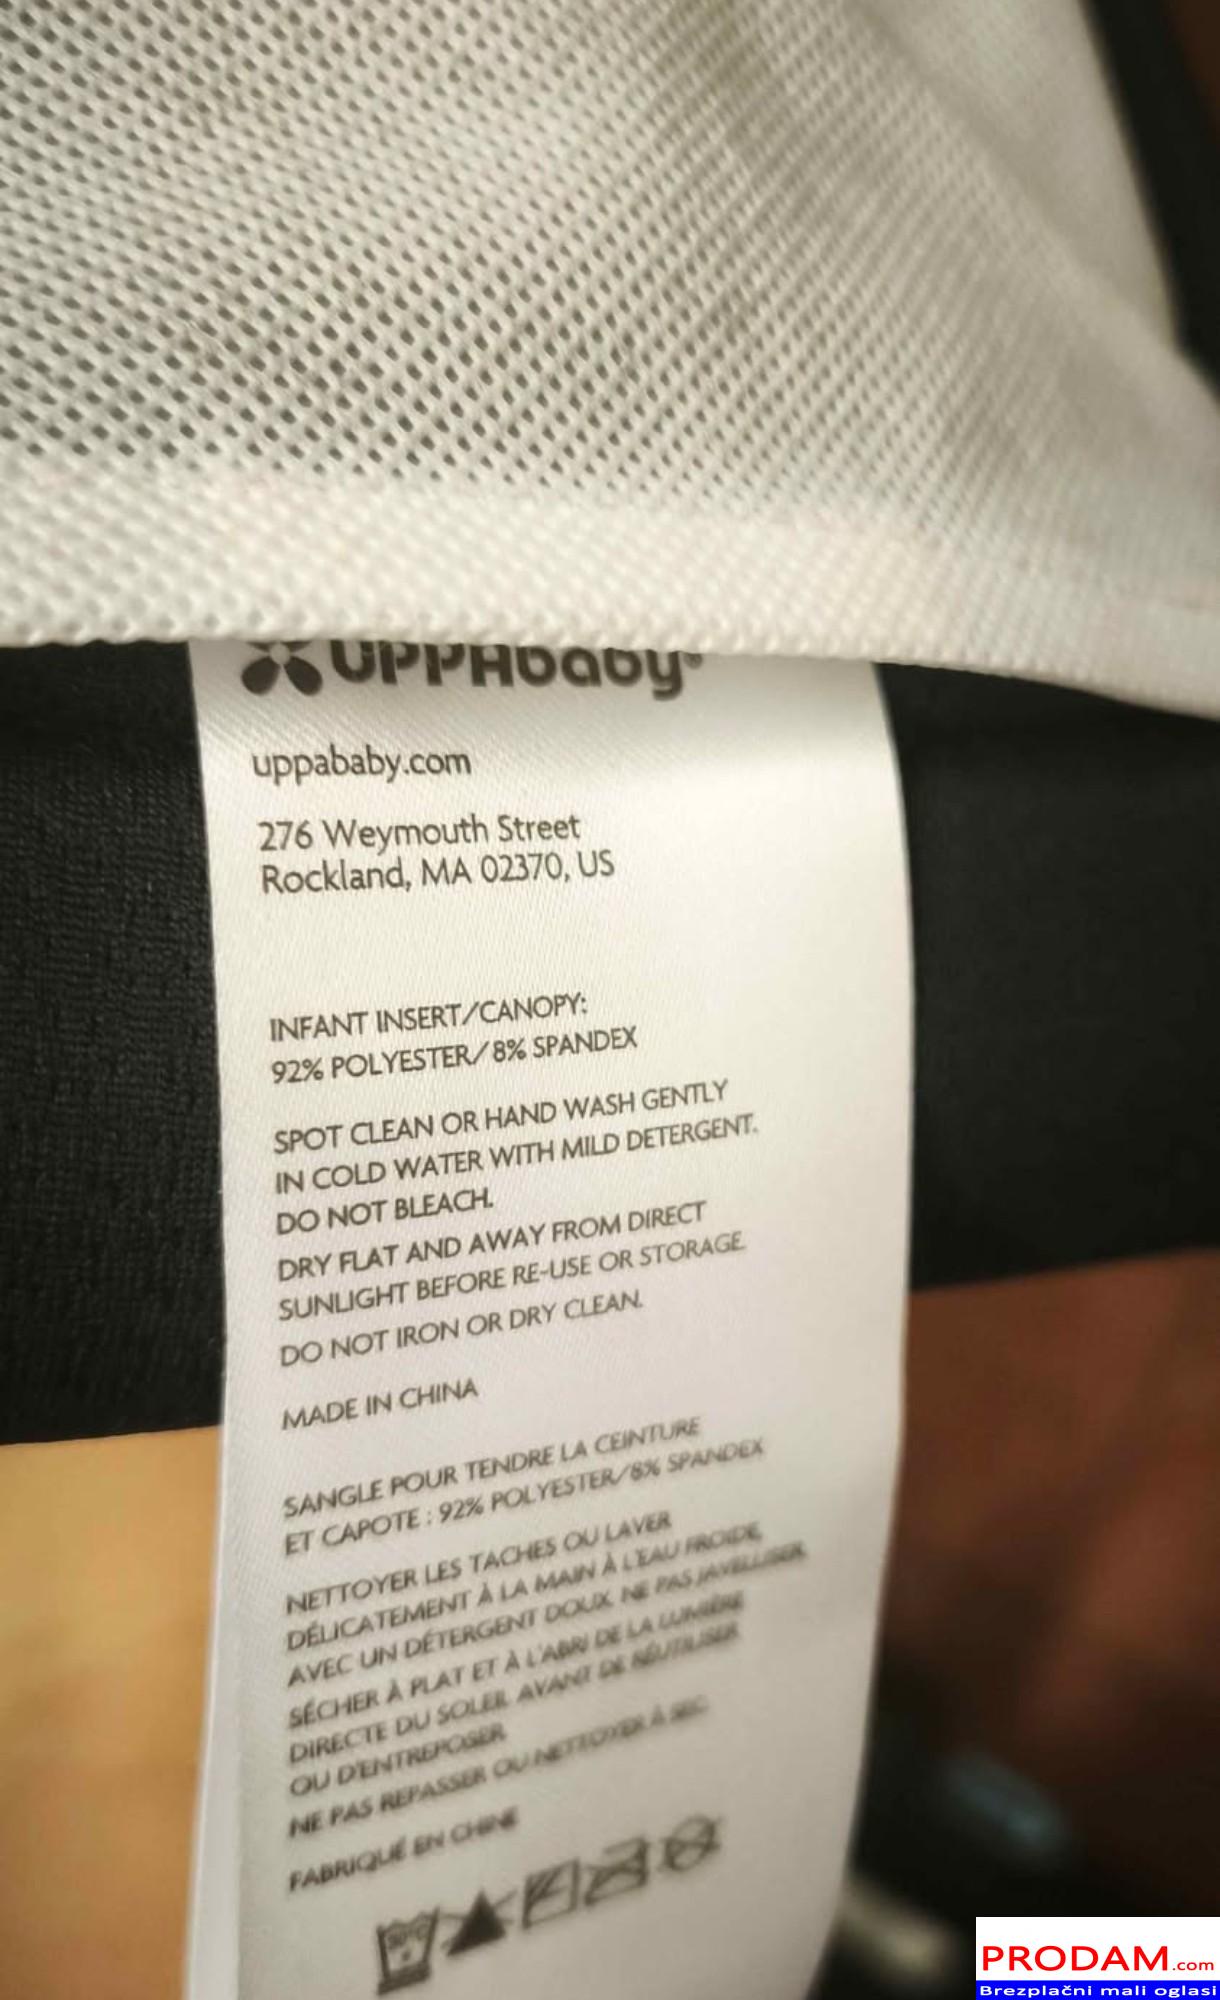 UPPAbaby®
uppababy.com
276 Weymouth Street
Rockland, MA 02370, US
INFANT INSERT/CANOPY:
92% POLYESTER/8% SPANDEX
SPOT CLEAN OR HAND WASH GENTLY
IN COLD WATER WITH MILD DETERGENT.
DO NOT BLEACH.
DRY FLAT AND AWAY FROM DIRECT
SUNLIGHT BEFORE RE-USE OR STORAGE.
DO NOT IRON OR DRY CLEAN.
MADE IN CHINA
SANGLE POUR TENDRE LA CEINTURE
ET CAPOTE : 92% POLYESTER/8% SPANDEX
NETTOYER LES TACHES OU LAVER
DÉLICATEMENT À LA MAIN À L'EAU FROIDE,
AVEC UN DÉTERGENT DOUX. NE PAS JAVELLISER.
SÉCHER À PLAT ET À L'ABRI DE LA LUMIÈRE
DIRECTE DU SOLEIL AVANT DE RÉUTILISER
OU D'ENTREPOSER.
NE PAS REPASSER OU NETTOYER À SEC.
FABRIQUÉ EN CHINE
30°C
PRODAM.com
Brezplačni mali oglasi